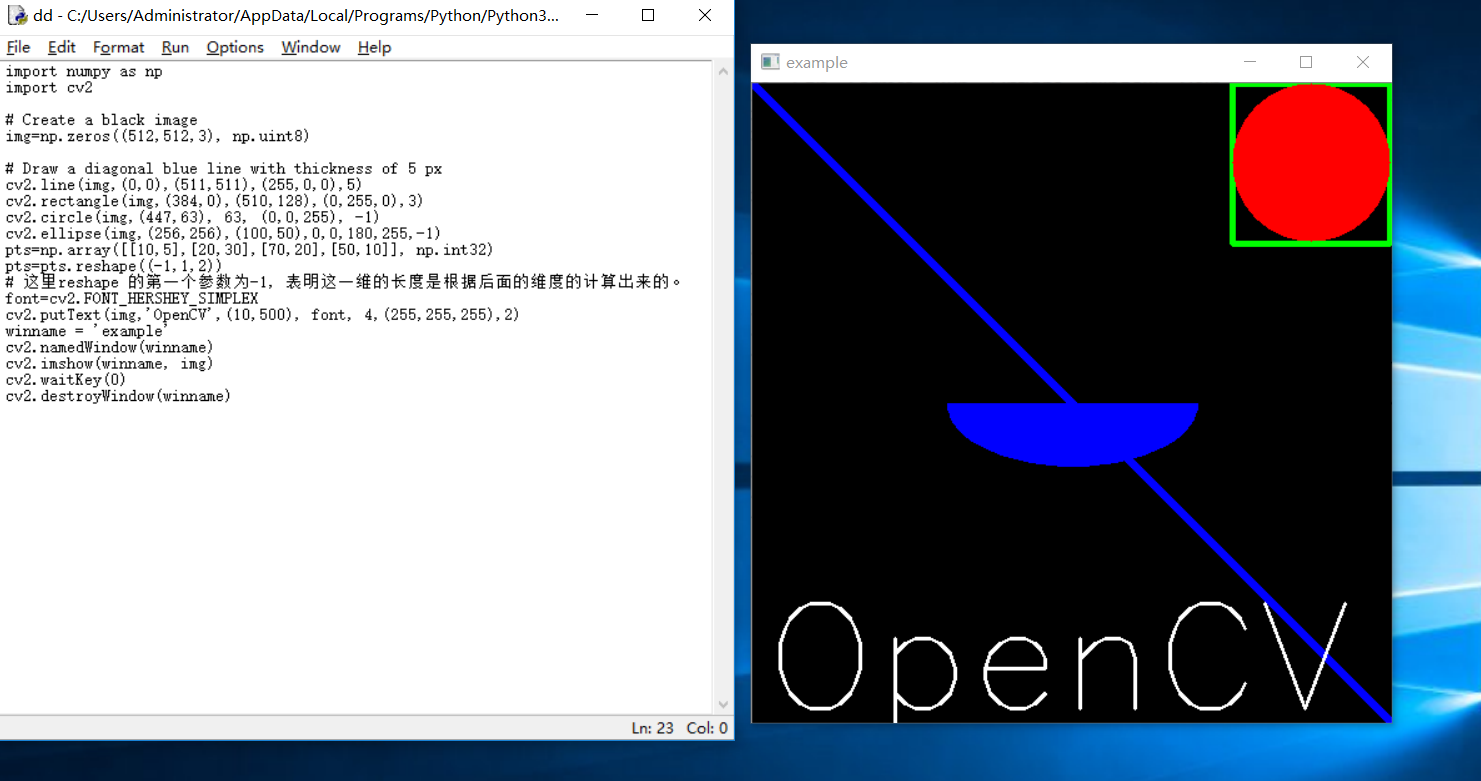 dd - C:/Users/Administrator/AppData/Local/Programs/Python/Python3...
File Edit Format Run Options Window Help
import numpy as np
import cv2
# Create a black image
img=np.zeros((512,512,3), np.uint8)
# Draw a diagonal blue line with thickness of 5 px
cv2.line(img,(0,0),(511,511),(255,0,0),5)
cv2.rectangle(img,(384,0),(510,128),(0,255,0),3)
cv2.circle(img,(447,63), 63, (0,0,255), -1)
cv2.ellipse(img,(256,256),(100,50),0,0,180,255,-1)
pts=np.array([[10,5],[20,30],[70,20],[50,10]], np.int32)
pts=pts.reshape((-1,1,2))
# 这里reshape 的第一个参数为-1, 表明这一维的长度是根据后面的维度的计算出来的。
font=cv2.FONT_HERSHEY_SIMPLEX
cv2.putText(img,'OpenCV',(10,500), font, 4,(255,255,255),2)
winname = 'example'
cv2.namedWindow(winname)
cv2.imshow(winname, img)
cv2.waitKey(0)
cv2.destroyWindow(winname)
Ln: 23 Col: 0
example
OpenCV